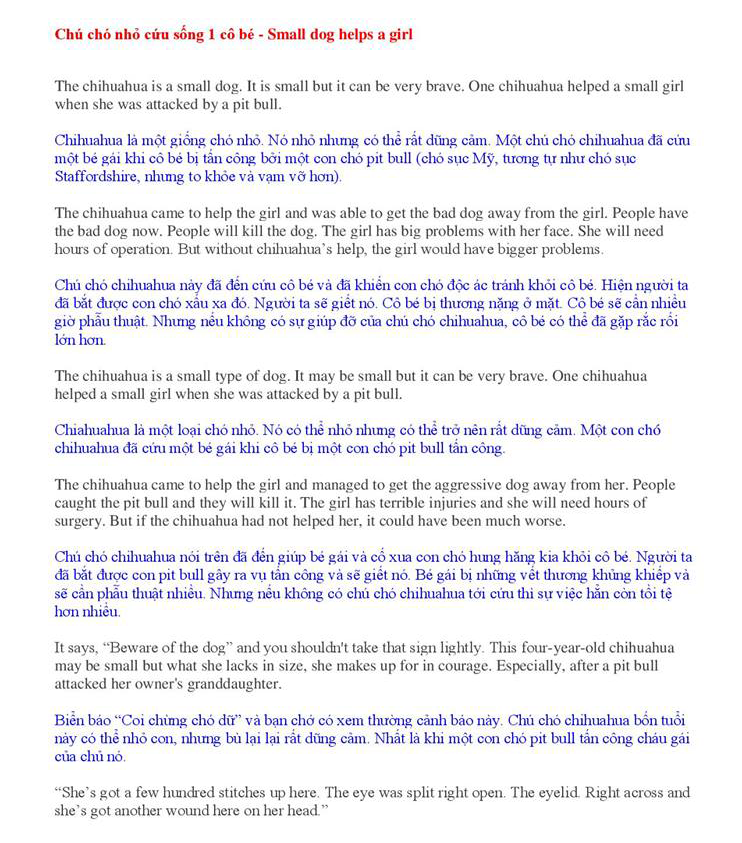 Chú chó nhỏ cứu sống 1 cô bé - Small dog helps a girl
The chihuahua is a small dog. It is small but it can be very brave. One chihuahua helped a small girl
when she was attacked by a pit bull.
Chihuahua là một giống chó nhỏ. Nó nhỏ nhưng có thể rất dũng cảm. Một chú chó chihuahua đã cứu
một bé gái khi cô bé bị tấn công bởi một con chó pit bull (chó sục Mỹ, tương tự như chó sục
Staffordshire, nhưng to khỏe và vạm vỡ hơn).
The chihuahua came to help the girl and was able to get the bad dog away from the girl. People have
the bad dog now. People will kill the dog. The girl has big problems with her face. She will need
hours of operation. But without chihuahua's help, the girl would have bigger problems.
Chú chó chihuahua này đã đến cứu cô bé và đã khiến con chó độc ác tránh khỏi cô bé. Hiện người ta
đã bắt được con chó xấu xa đó. Người ta sẽ giết nó. Cô bé bị thương nặng ở mặt. Cô bé sẽ cần nhiều
giờ phẫu thuật. Nhưng nếu không có sự giúp đỡ của chú chó chihuahua, cô bé có thể đã gặp rắc rối
lớn hơn.
The chihuahua is a small type of dog. It may be small but it can be very brave. One chihuahua
helped a small girl when she was attacked by a pit bull.
Chiahuahua là một loại chó nhỏ. Nó có thể nhỏ nhưng có thể trở nên rất dũng cảm. Một con chó
chihuahua đã cứu một bé gái khi cô bé bị một con chó pit bull tấn công.
The chihuahua came to help the girl and managed to get the aggressive dog away from her. People
caught the pit bull and they will kill it. The girl has terrible injuries and she will need hours of
surgery. But if the chihuahua had not helped her, it could have been much worse.
Chú chó chihuahua nói trên đã đến giúp bé gái và cố xua con chó hung hăng kia khỏi cô bé. Người ta
đã bắt được con pit bull gây ra vụ tấn công và sẽ giết nó. Bé gái bị những vết thương khủng khiếp và
sẽ cần phẫu thuật nhiều. Nhưng nếu không có chú chó chihuahua tới cứu thì sự việc hẳn còn tồi tệ
hơn nhiều.
It says, “Beware of the dog” and you shouldn't take that sign lightly. This four-year-old chihuahua
may be small but what she lacks in size, she makes up for in courage. Especially, after a pit bull
attacked her owner's granddaughter.
Biển báo “Coi chừng chó dữ” và bạn chớ có xem thường cảnh báo này. Chú chó chihuahua bốn tuổi
này có thể nhỏ con, nhưng bù lại lại rất dũng cảm. Nhất là khi một con chó pit bull tấn công cháu gái
của chủ nó.
“She’s got a few hundred stitches up here. The eye was split right open. The eyelid. Right across and
she’s got another wound here on her head.”